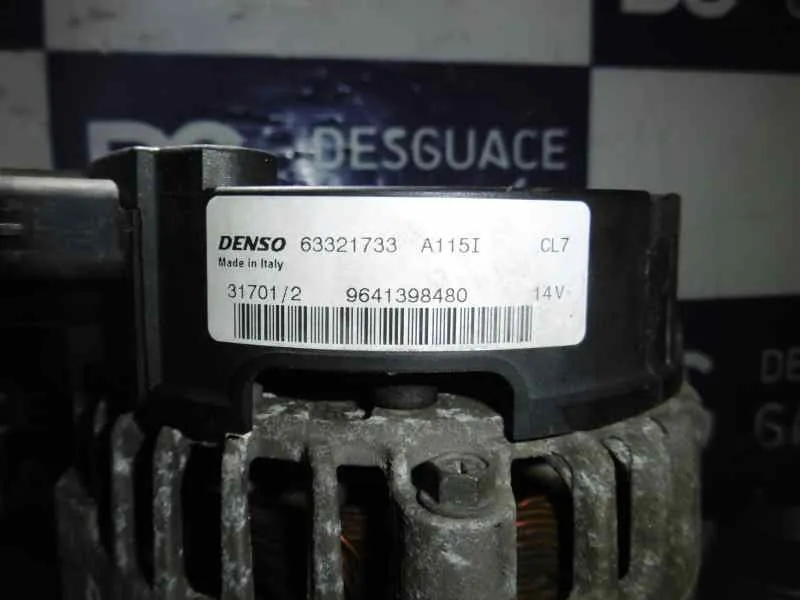 DESGUACE
DENSO 63321733 A115I CL7
Made in Italy
31701/2 9641398480 14V